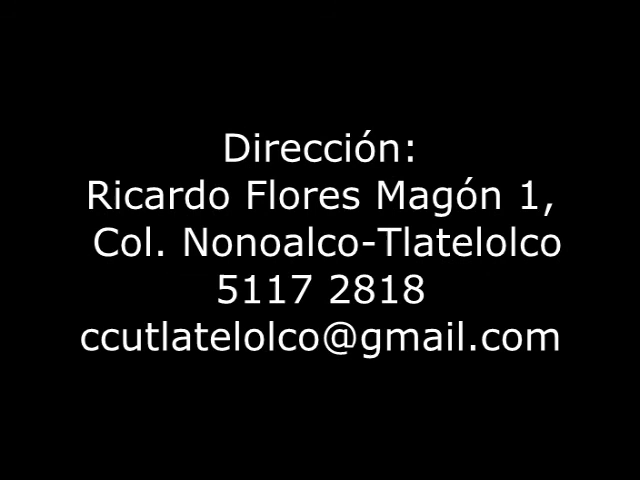 Dirección:
Ricardo Flores Magón 1,
Col. Nonoalco-Tlatelolco
5117 2818
ccutlatelolco@gmail.com